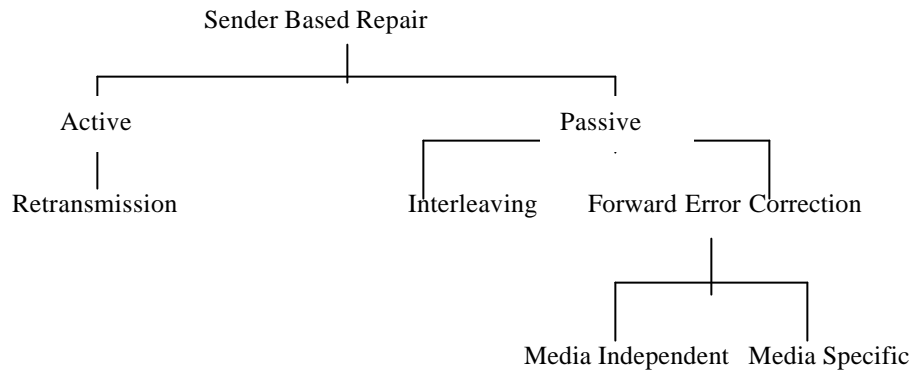 Sender Based Repair
Active Passive
Retransmission Interleaving Forward Error Correction
Media Independent Media Specific